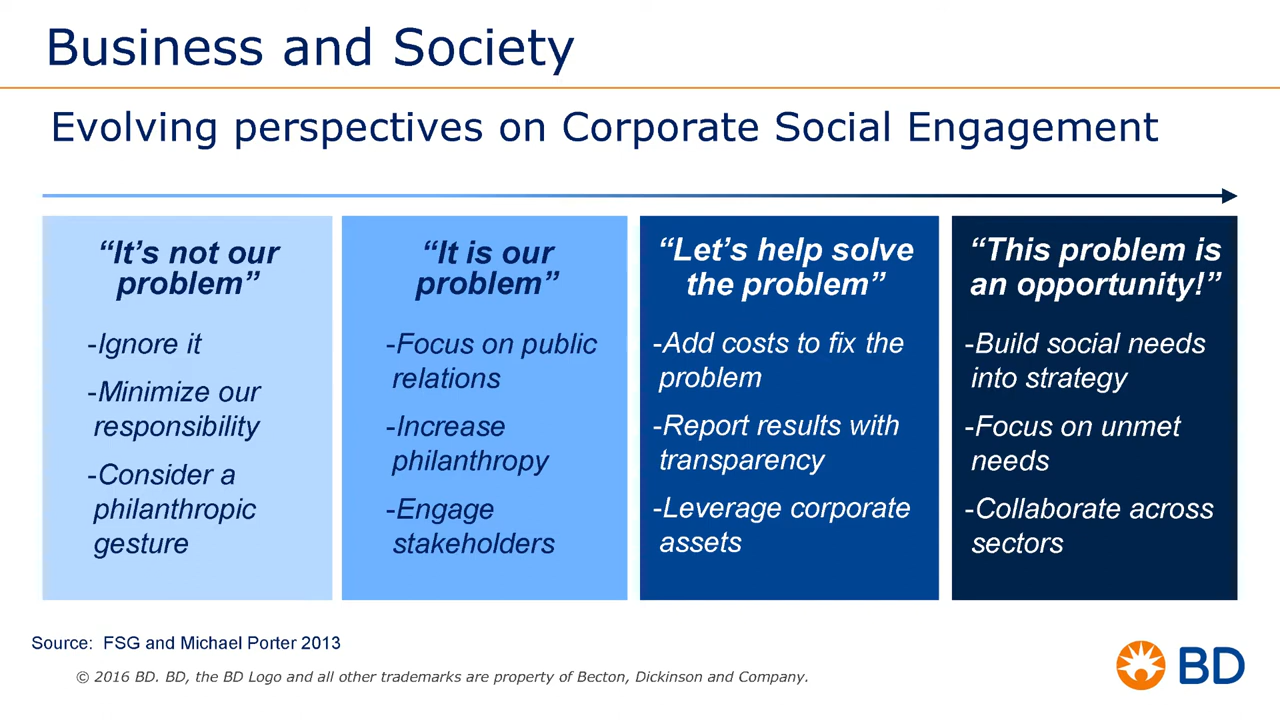 Business and Society
Evolving perspectives on Corporate Social Engagement
“It’s not our
problem”
-Ignore it
-Minimize our
responsibility
-Consider a
philanthropic
gesture
“It is our
problem”
-Focus on public
relations
-Increase
philanthropy
-Engage
stakeholders
“Let’s help solve
the problem”
-Add costs to fix the
problem
-Report results with
transparency
-Leverage corporate
assets
“This problem is
an opportunity!”
-Build social needs
into strategy
-Focus on unmet
needs
-Collaborate across
sectors
Source: FSG and Michael Porter 2013
© 2016 BD. BD, the BD Logo and all other trademarks are property of Becton, Dickinson and Company.
BD